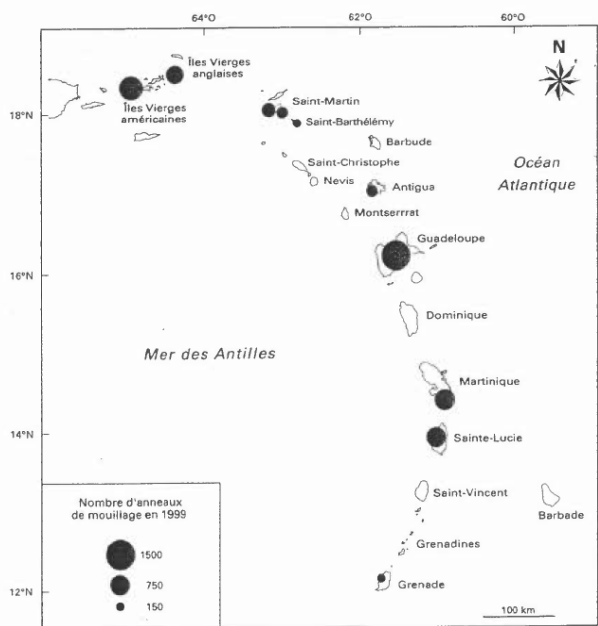 64°O
62°O
60°O
N
Îles Vierges
anglaises
Îles Vierges
américaines
18°N
Saint-Martin
Saint-Barthélémy
Barbude
Saint-Christophe
Nevis
Antigua
Montserrrat
Océan
Atlantique
Guadeloupe
16°N
Dominique
Mer des Antilles
Martinique
14°N
Sainte-Lucie
Saint-Vincent
Barbade
Grenadines
Grenade
12°N
Nombre d'anneaux
de mouillage en 1999
1500
750
150
100 km